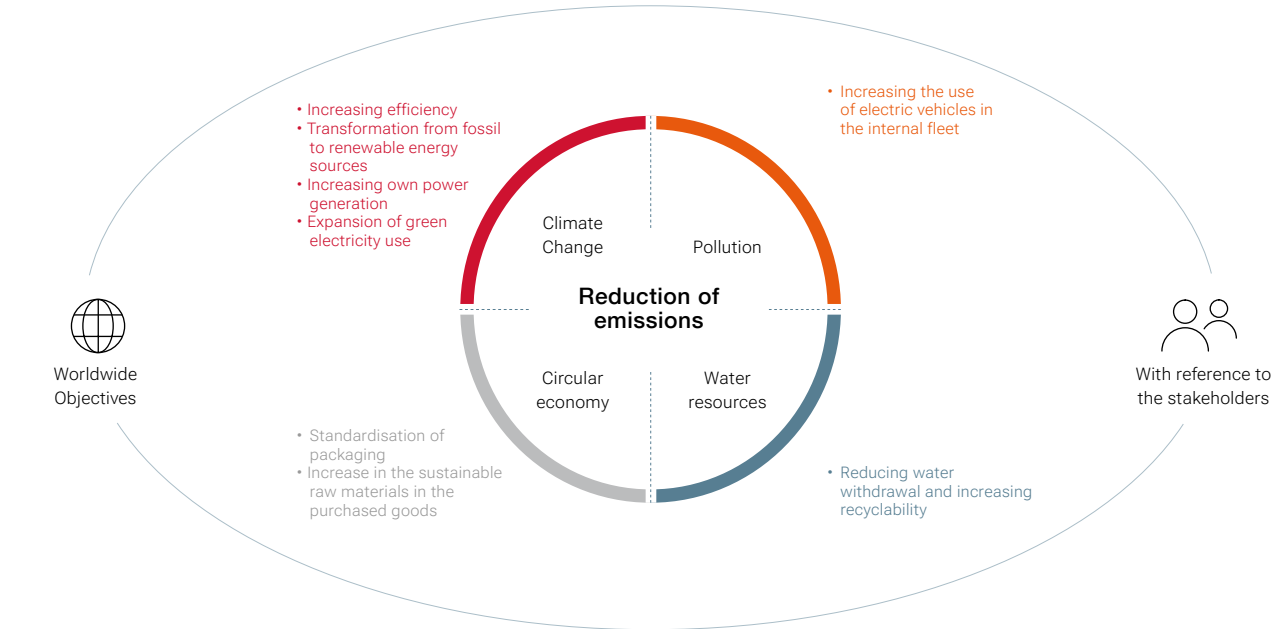 • Increasing efficiency
• Transformation from fossil
to renewable energy
sources
• Increasing own power
generation
• Expansion of green
electricity use
• Increasing the use
of electric vehicles in
the internal fleet
Climate
Change
Pollution
Reduction of
emissions
Worldwide
Objectives
With reference to
the stakeholders
Circular
economy
Water
resources
• Standardisation of
packaging
• Increase in the sustainable
raw materials in the
purchased goods
• Reducing water
withdrawal and increasing
recyclability